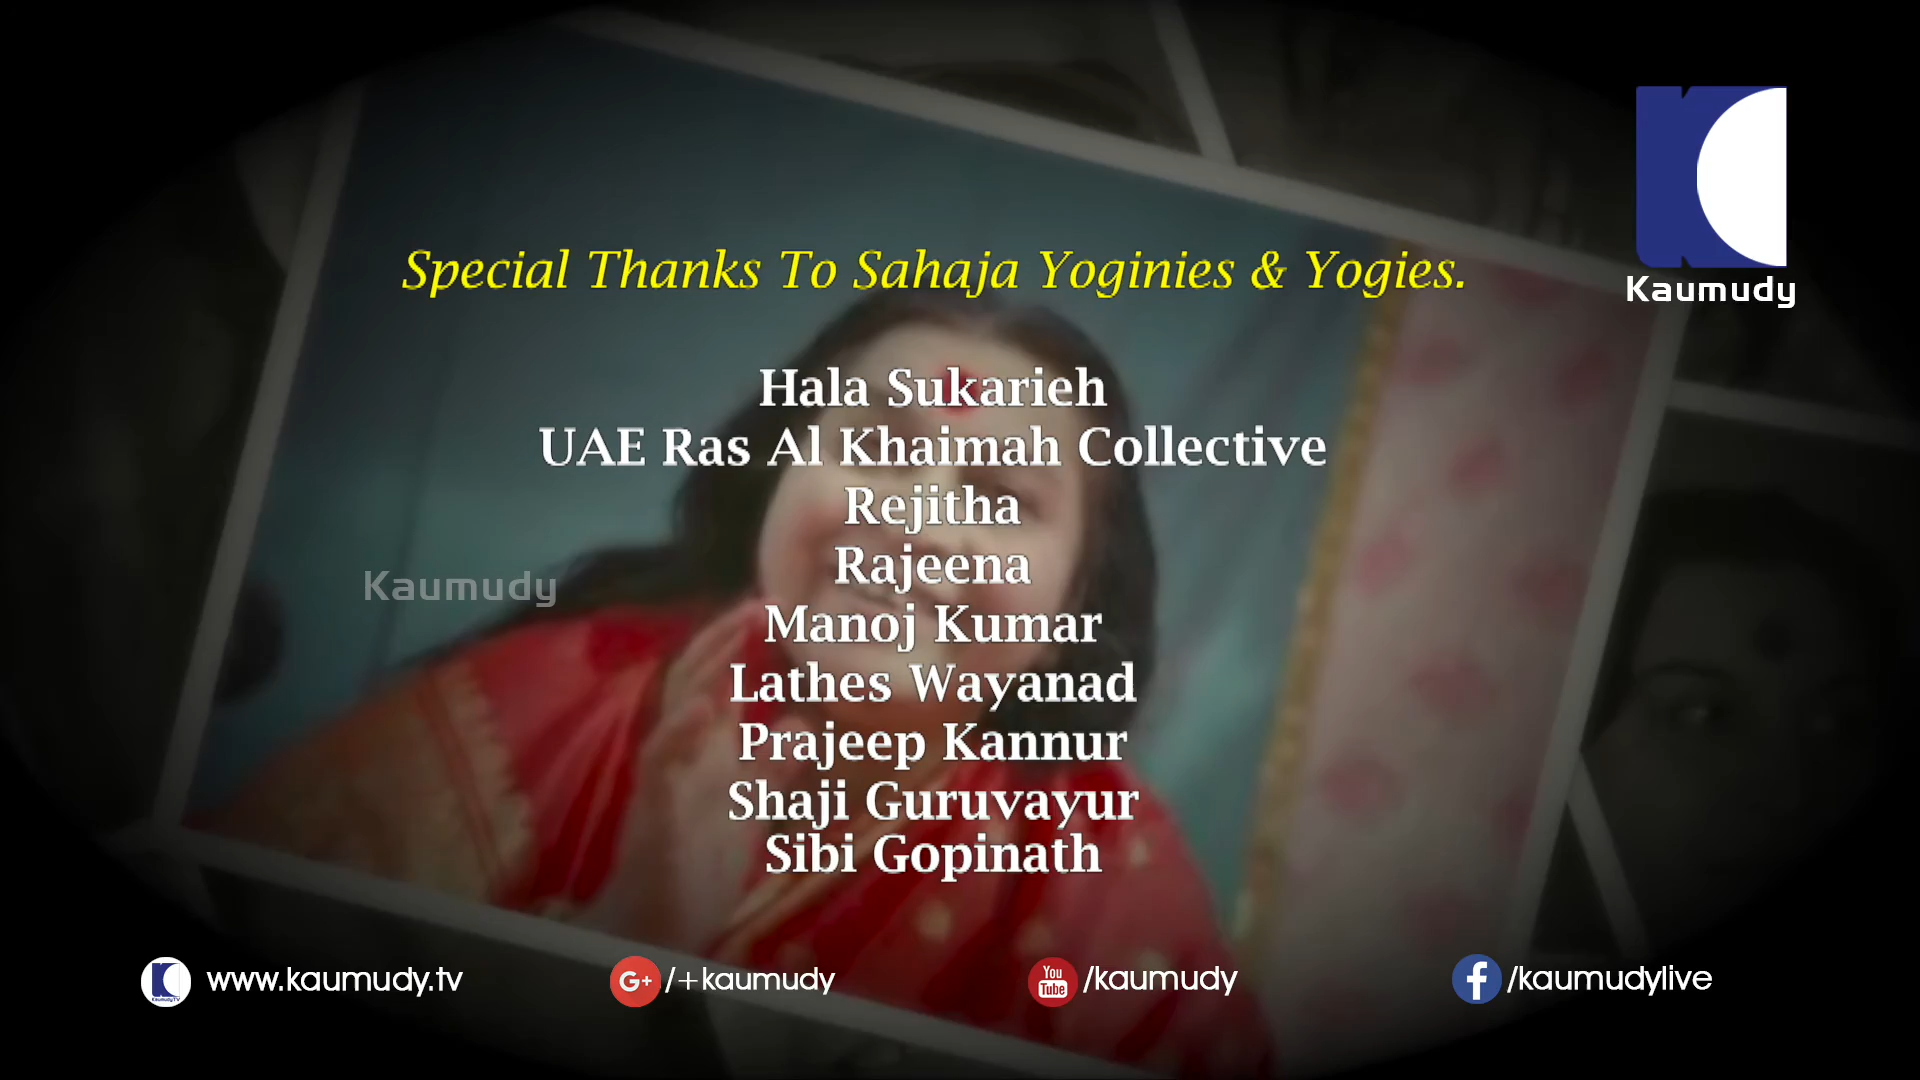 Kaumudy
Special Thanks To Sahaja Yoginies & Yogies.
Hala Sukarieh
UAE Ras Al Khaimah Collective
Rejitha
Rajeena
Kaumudy
Manoj Kumar
Lathes Wayanad
Prajeep Kannur
Shaji Guruvayur
Sibi Gopinath
www.kaumudy.tv
G+ /+kaumudy
You Tube /kaumudy
f /kaumudylive